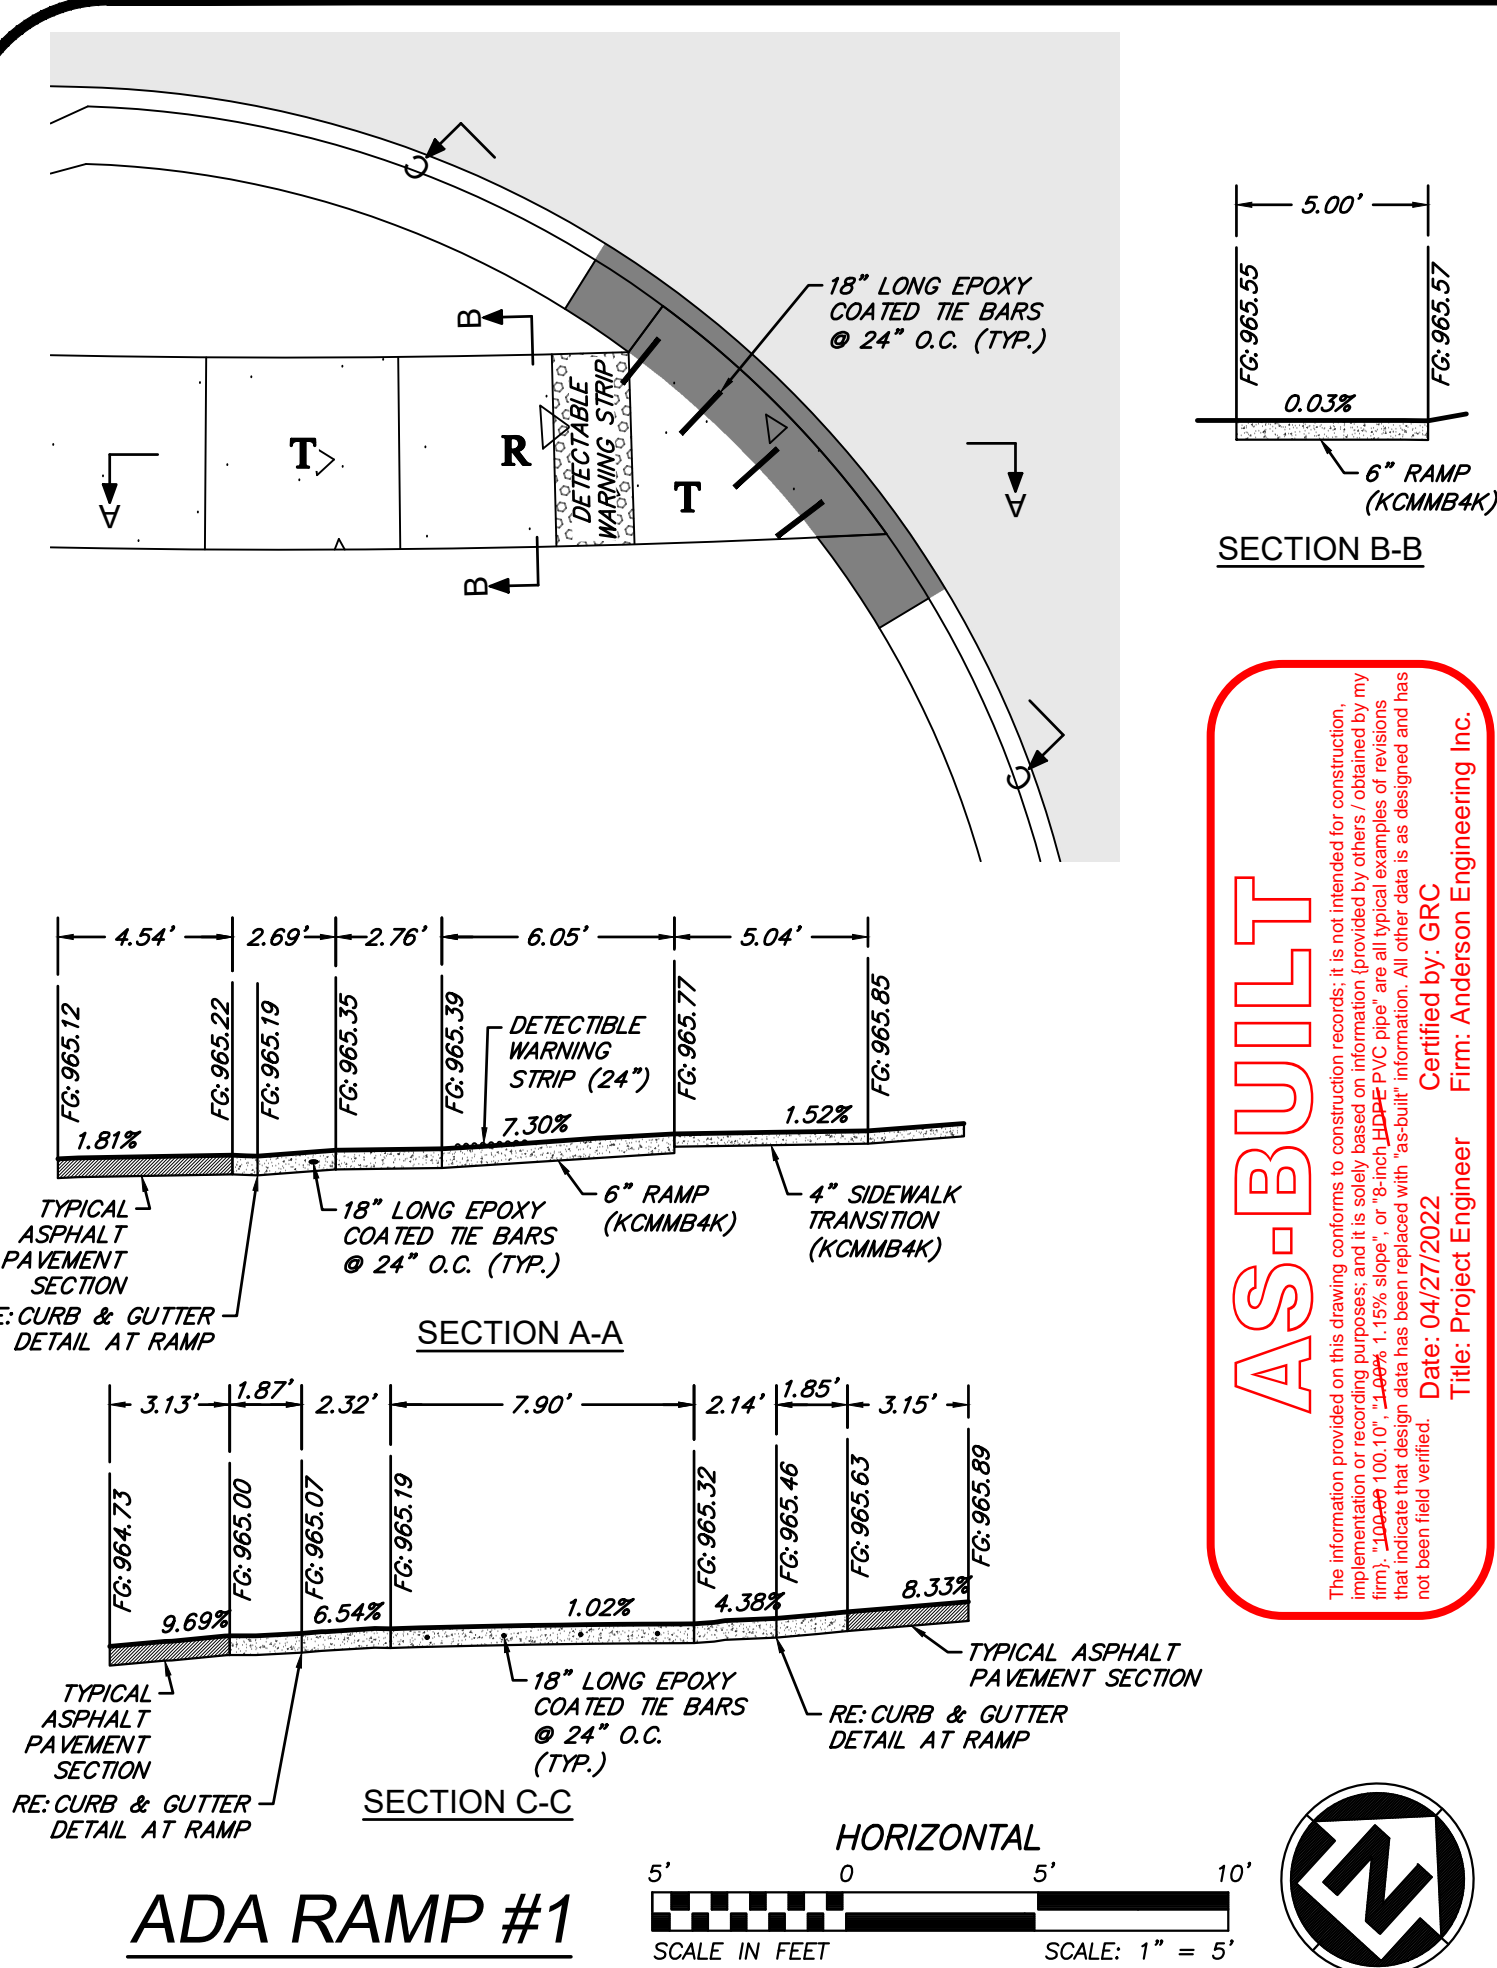 C
18" LONG EPOXY
COATED TIE BARS
@ 24" O.C. (TYP.)
B
DETECTABLE
WARNING STRIP
T
R
T
A
A
B
C
5.00'
FG: 965.55
FG: 965.57
0.03%
6" RAMP
(KCMMB4K)
SECTION B-B
4.54'
2.69'
2.76'
6.05'
5.04'
FG: 965.12
FG: 965.22
FG: 965.19
FG: 965.35
FG: 965.39
FG: 965.77
FG: 965.85
DETECTIBLE
WARNING
STRIP (24")
1.81%
7.30%
1.52%
TYPICAL
ASPHALT
PAVEMENT
SECTION
E: CURB & GUTTER
DETAIL AT RAMP
18" LONG EPOXY
COATED TIE BARS
@ 24" O.C. (TYP.)
6" RAMP
(KCMMB4K)
4" SIDEWALK
TRANSITION
(KCMMB4K)
SECTION A-A
3.13'
1.87'
2.32'
7.90'
2.14'
1.85'
3.15'
FG: 964.73
FG: 965.00
FG: 965.07
FG: 965.19
FG: 965.32
FG: 965.46
FG: 965.63
FG: 965.89
9.69%
6.54%
1.02%
4.38%
8.33%
TYPICAL
ASPHALT
PAVEMENT
SECTION
RE: CURB & GUTTER
DETAIL AT RAMP
18" LONG EPOXY
COATED TIE BARS
@ 24" O.C.
(TYP.)
RE: CURB & GUTTER
DETAIL AT RAMP
TYPICAL ASPHALT
PAVEMENT SECTION
SECTION C-C
AS-BUILT
The information provided on this drawing conforms to construction records; it is not intended for construction,
implementation or recording purposes; and it is solely based on information {provided by others / obtained by my
firm}. "100.00 100.10", "1.00% 1.15% slope", or "8-inch HDPE PVC pipe" are all typical examples of revisions
that indicate that design data has been replaced with "as-built" information. All other data is as designed and has
not been field verified.
Date: 04/27/2022 Certified by: GRC
Title: Project Engineer Firm: Anderson Engineering Inc.
ADA RAMP #1
HORIZONTAL
5' 0 5' 10'
SCALE IN FEET
SCALE: 1" = 5'
N